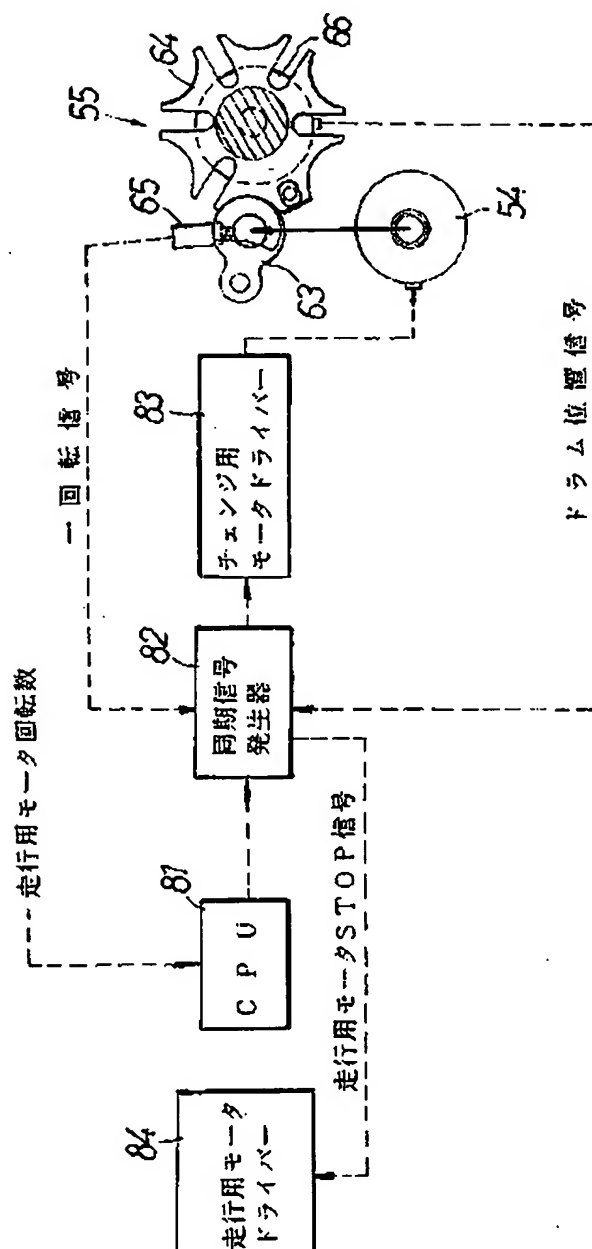 走行用モータ
ドライバー
84
CPU
81
走行用モータ回転数
同期信号
発生器
82
走行用モータSTOP信号
チェンジ用
モータドライバー
83
一回転信号
ドラム位置信号
63
65
55
64
66
54